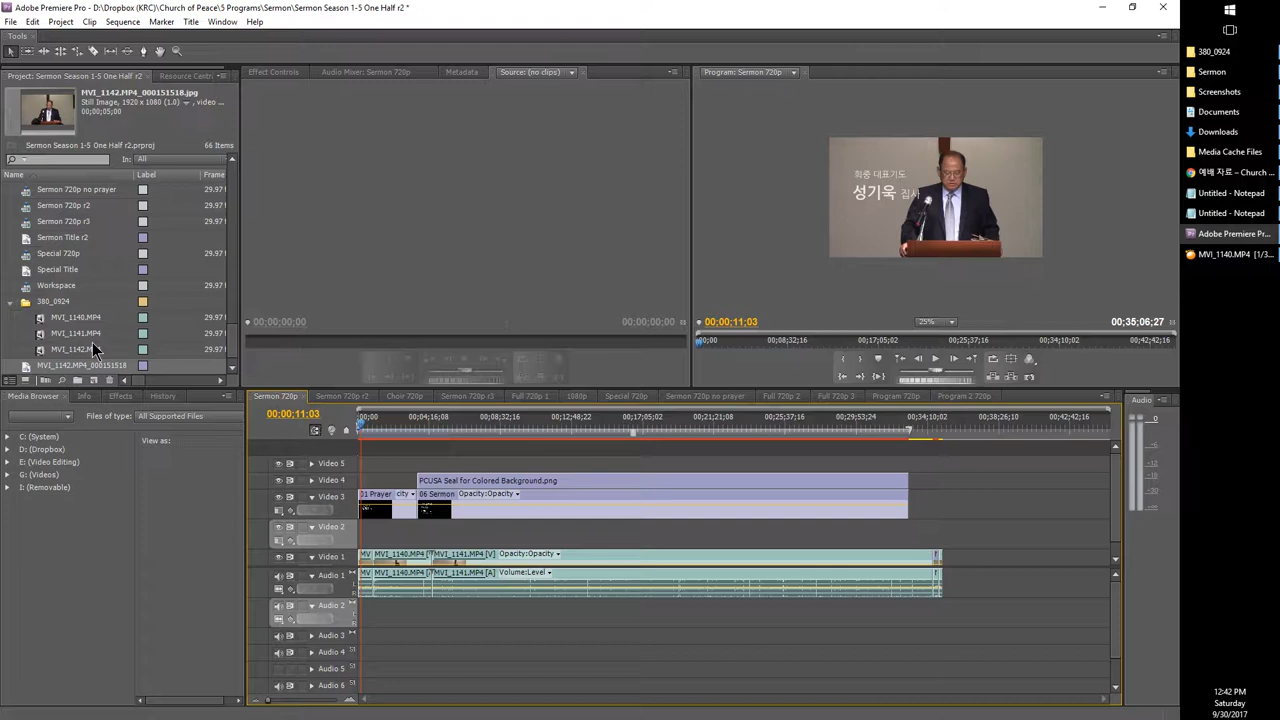 Adobe Premiere Pro - D:\Dropbox (KRC)\Church of Peace\5 Programs\Sermon\Sermon Season 1-5 One Half r2 *
File Edit Project Clip Sequence Marker Title Window Help
Tools
Project: Sermon Season 1-5 One Half r2
Resource Centr
MVI_1142.MP4_000151518.jpg
Still Image, 1920 x 1080 (1.0) , video
00;00;05;00
Sermon Season 1-5 One Half r2.prproj
66 Items
In: All
Name Label Frame
Sermon 720p no prayer 29.97
Sermon 720p r2 29.97
Sermon 720p r3 29.97
Sermon Title r2
Special 720p 29.97
Special Title
Workspace 29.97
380_0924
MVI_1140.MP4 29.97
MVI_1141.MP4 29.97
MVI_1142 29.97
MVI_1142.MP4_000151518
Effect Controls
Audio Mixer: Sermon 720p
Metadata
Source: (no clips)
00;00;00;00
00;00;00;00
Program: Sermon 720p
회중 대표기도
성기욱 집사
00;00;11;03
25%
00;35;06;27
;00;00 00;08;32;16 00;17;05;02 00;25;37;16 00;34;10;02 00;42;42;16
Media Browser Info Effects History
Files of type: All Supported Files
View as:
C: (System)
D: (Dropbox)
E: (Video Editing)
G: (Videos)
I: (Removable)
Sermon 720p Sermon 720p r2 Choir 720p Full 720p 1 1080p Special 720p Sermon 720p no prayer Full 720p 2 Full 720p 3 Program 720p Program 2 720p
00;00;11;03
;00;00 00;04;16;08 00;08;32;16 00;12;48;22 00;17;05;02 00;21;21;08 00;25;37;16 00;29;53;24 00;34;10;02 00;38;26;10 00;42;42;16
Video 5
Video 4
PCUSA Seal for Colored Background.png
Video 3
01 Prayer city
06 Sermon Opacity:Opacity
Video 2
Video 1
MV MVI_1140.MP4 MVI_1141.MP4 [V] Opacity:Opacity
Audio 1
MV MVI_1140.MP4 MVI_1141.MP4 [A] Volume:Level
Audio 2
Audio 3
Audio 4
Audio 5
Audio 6
Audio
0
380_0924
Sermon
Screenshots
Documents
Downloads
Media Cache Files
예배 자료 – Church ...
Untitled - Notepad
Untitled - Notepad
Adobe Premiere Pr...
MVI_1140.MP4 [1/3...
12:42 PM
Saturday
9/30/2017